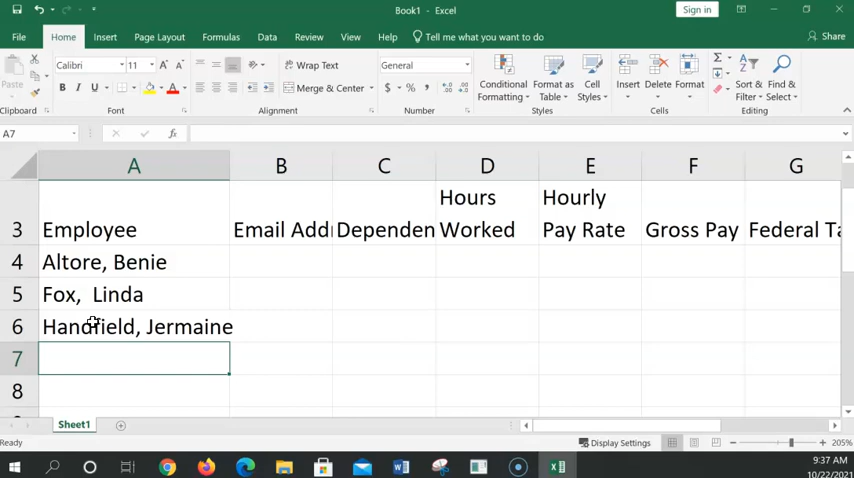 Book1 - Excel
Sign in
File Home Insert Page Layout Formulas Data Review View Help Tell me what you want to do Share
Paste
Calibri 11
B I U A
Wrap Text
Merge & Center
General
$ % 9
Conditional Formatting
Format as Table
Cell Styles
Insert Delete Format
Sort & Filter
Find & Select
Clipboard Font Alignment Number Styles Cells Editing
A7 fx
A B C D E F G
3 Employee Email Addr Dependen Hours Worked Hourly Pay Rate Gross Pay Federal Ta
4 Altore, Benie
5 Fox,  Linda
6 Handfield, Jermaine
7
8
Sheet1
Ready Display Settings 205%
9:37 AM
10/22/2021